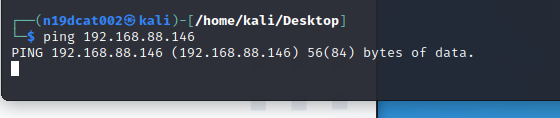 ┌──(n19dcat002㉿kali)-[/home/kali/Desktop]
└─$ ping 192.168.88.146
PING 192.168.88.146 (192.168.88.146) 56(84) bytes of data.